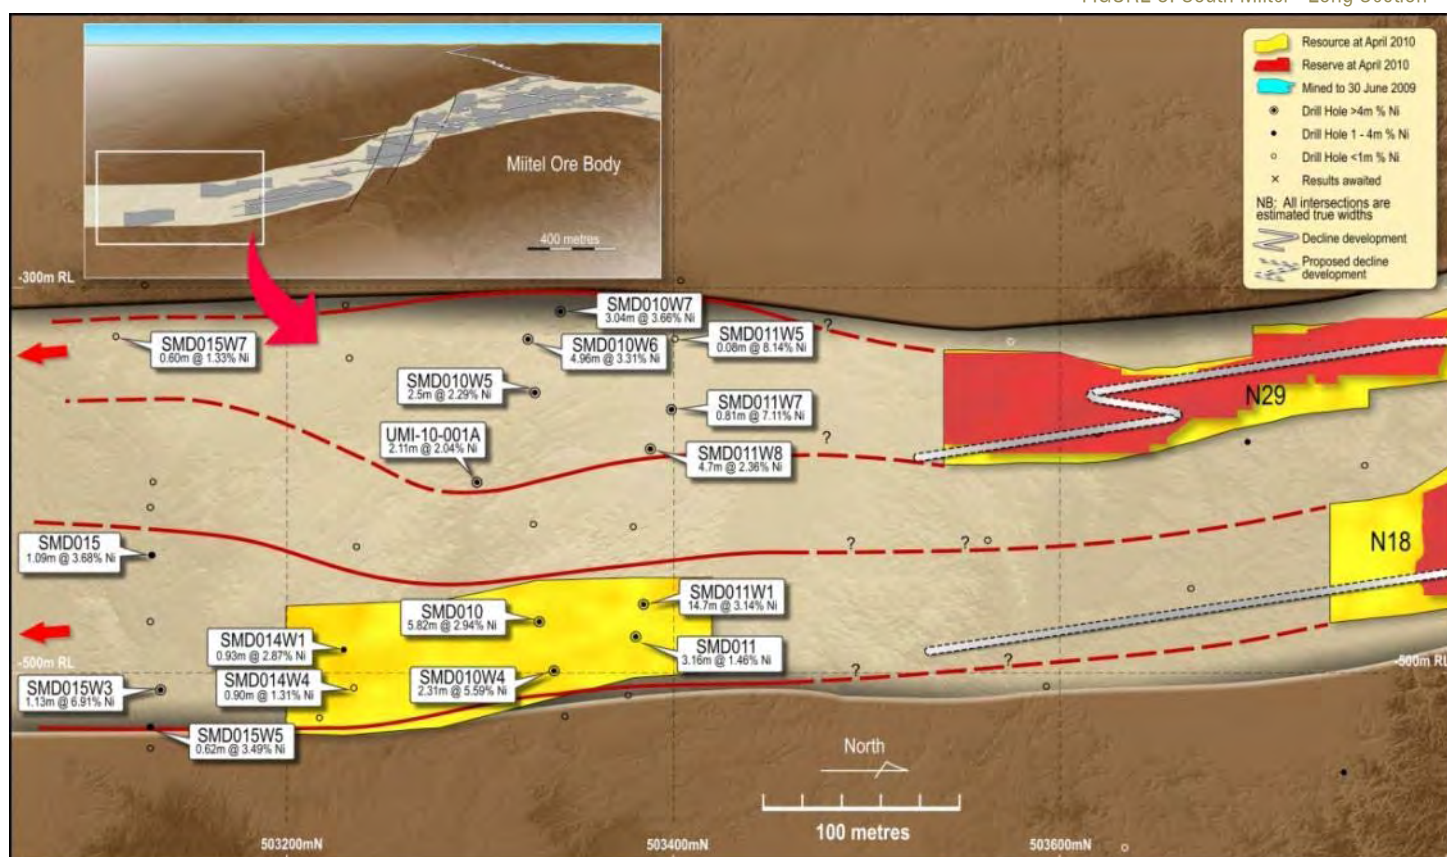 Resource at April 2010
Reserve at April 2010
Mined to 30 June 2009
Drill Hole >4m % Ni
Drill Hole 1 - 4m % Ni
Drill Hole <1m % Ni
Results awaited
NB: All intersections are
estimated true widths
Decline development
Proposed decline
development
Miitel Ore Body
400 metres
-300m RL
SMD010W7
3.04m @ 3.66% Ni
SMD015W7
0.60m @ 1.33% Ni
SMD010W6
4.96m @ 3.31% Ni
SMD011W5
0.08m @ 8.14% Ni
?
SMD010W5
2.5m @ 2.29% Ni
SMD011W7
0.81m @ 7.11% Ni
N29
UMI-10-001A
2.11m @ 2.04% Ni
SMD011W8
4.7m @ 2.36% Ni
?
SMD015
1.09m @ 3.68% Ni
?
?
N18
SMD010
5.82m @ 2.94% Ni
SMD011W1
14.7m @ 3.14% Ni
SMD014W1
0.93m @ 2.87% Ni
SMD011
3.16m @ 1.46% Ni
-500m RL
?
?
-500m RL
SMD015W3
1.13m @ 6.91% Ni
SMD014W4
0.90m @ 1.31% Ni
SMD010W4
2.31m @ 5.59% Ni
SMD015W5
0.62m @ 3.49% Ni
North
100 metres
503200mN
503400mN
503600mN